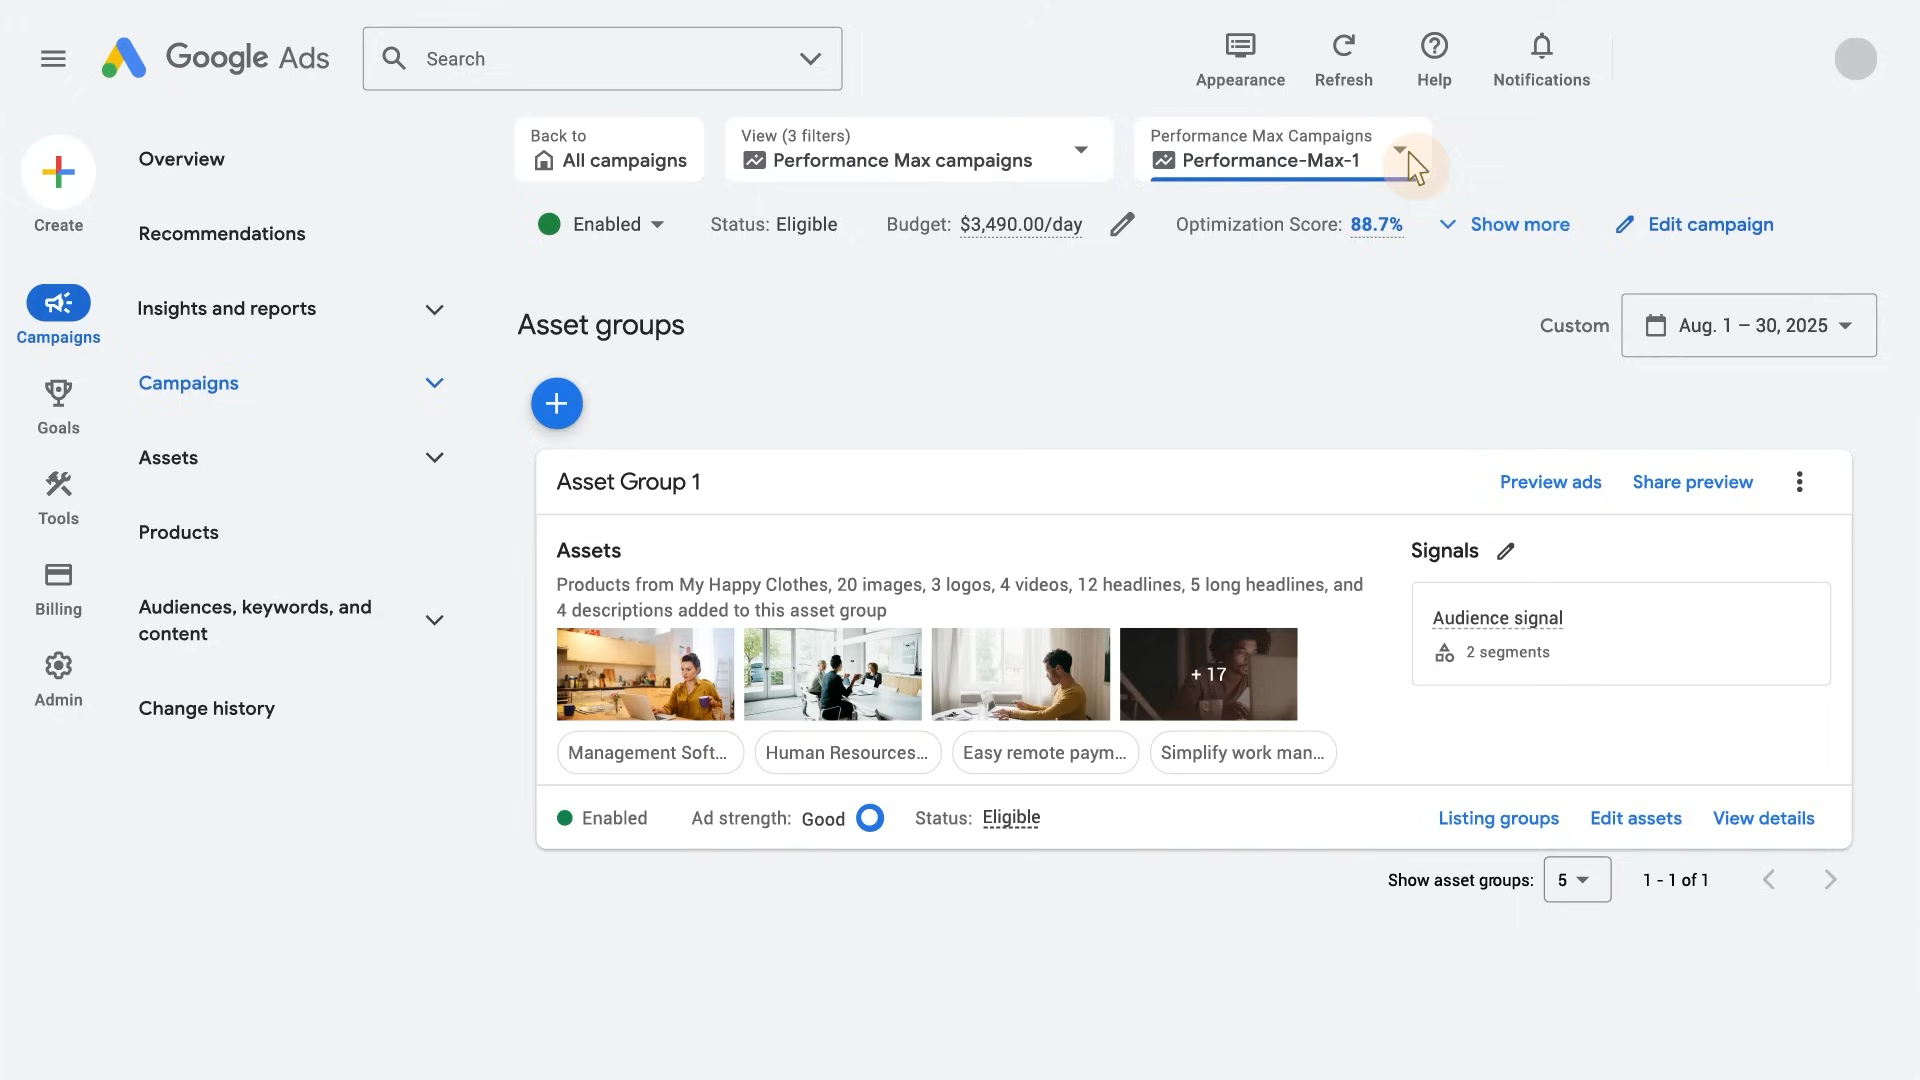 Google Ads
Search
Appearance
Refresh
Help
Notifications
Create
Campaigns
Goals
Tools
Billing
Admin
Overview
Recommendations
Insights and reports
Campaigns
Assets
Products
Audiences, keywords, and
content
Change history
Back to
All campaigns
View (3 filters)
Performance Max campaigns
Performance Max Campaigns
Performance-Max-1
Enabled
Status: Eligible
Budget: $3,490.00/day
Optimization Score: 88.7%
Show more
Edit campaign
Asset groups
Custom
Aug. 1 – 30, 2025
Asset Group 1
Preview ads
Share preview
Assets
Products from My Happy Clothes, 20 images, 3 logos, 4 videos, 12 headlines, 5 long headlines, and
4 descriptions added to this asset group
+ 17
Management Soft...
Human Resources...
Easy remote paym...
Simplify work man...
Signals
Audience signal
2 segments
Enabled
Ad strength: Good
Status: Eligible
Listing groups
Edit assets
View details
Show asset groups: 5
1 - 1 of 1